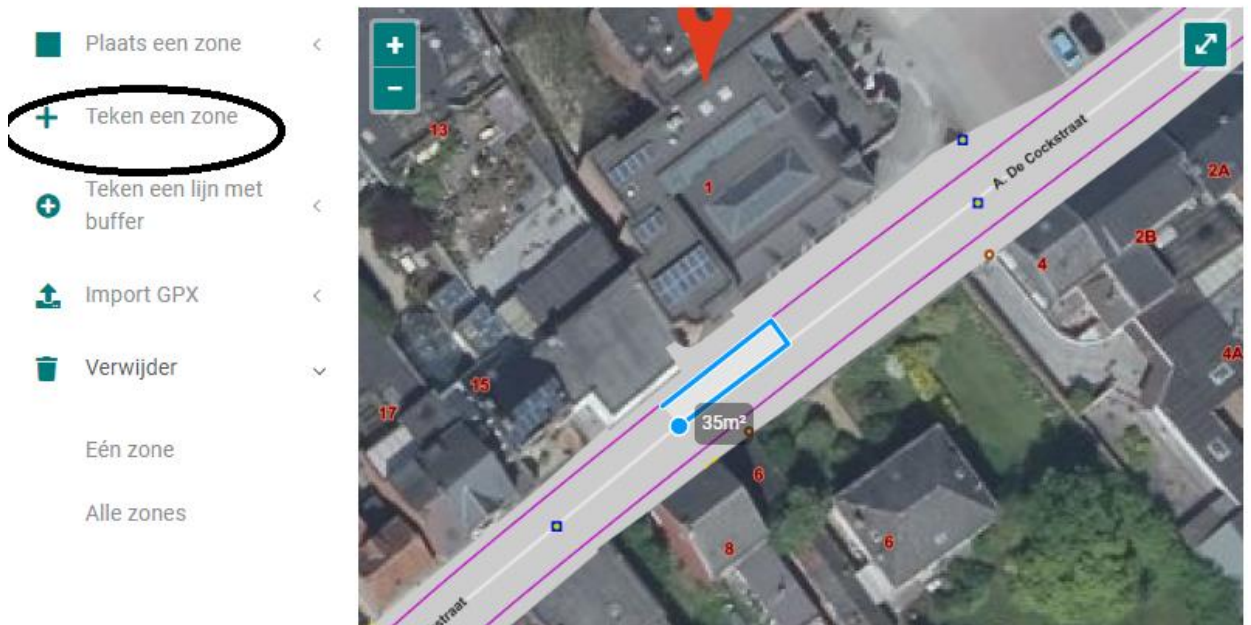 Plaats een zone
Teken een zone
Teken een lijn met
buffer
Import GPX
Verwijder
Eén zone
Alle zones
+
-
13
1
A. De Cockstraat
2A
2B
4
4A
15
17
35m²
6
6
8
straat